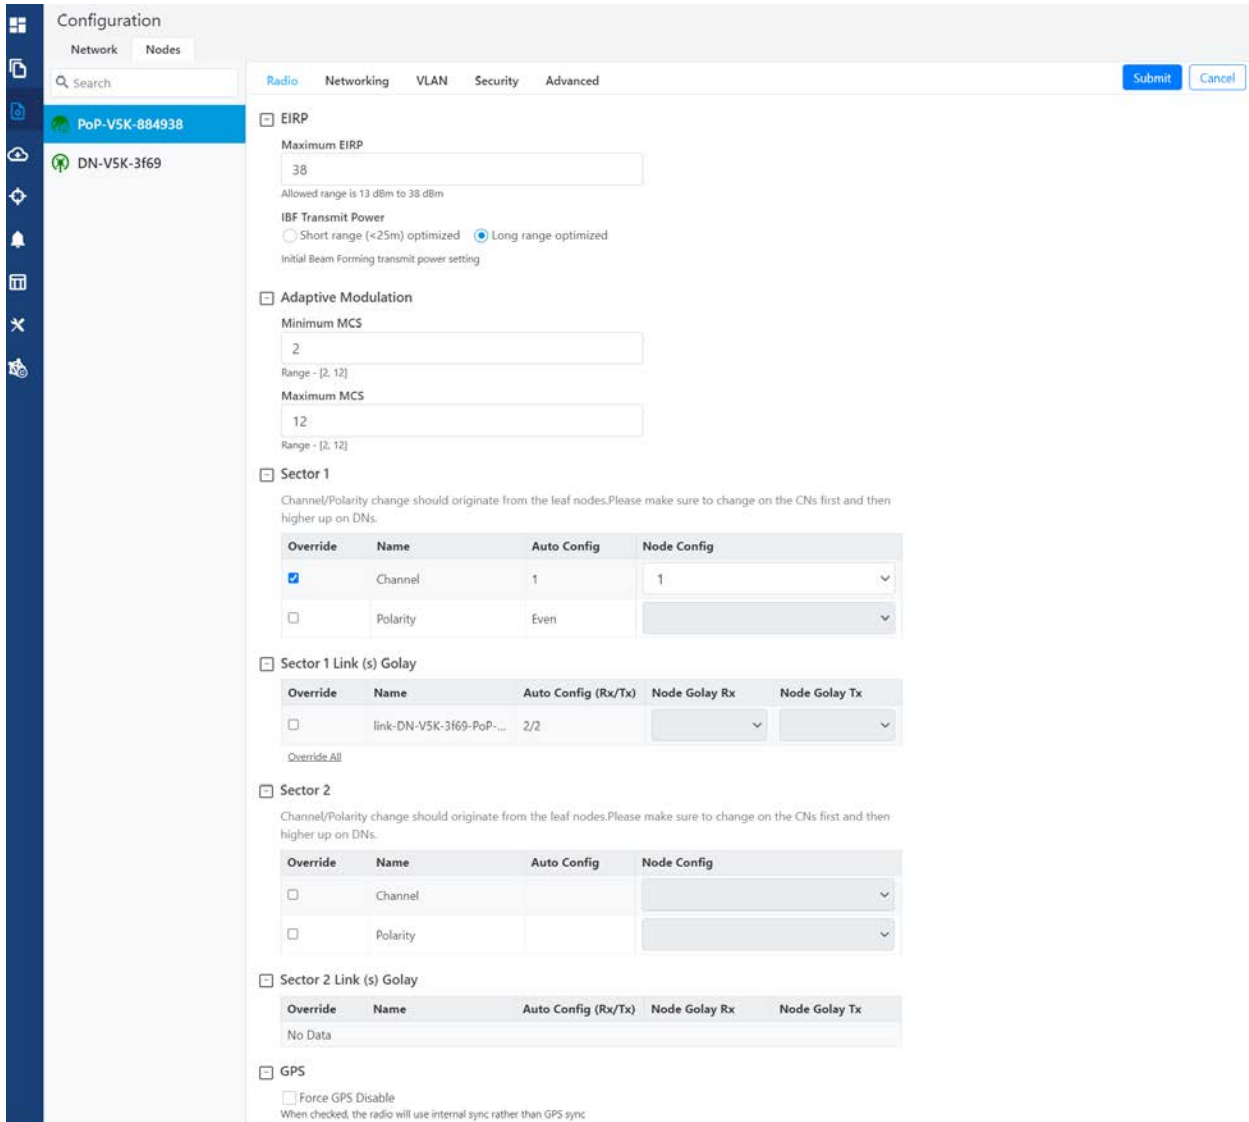 Configuration
Network Nodes
Search
PoP-V5K-884938
DN-V5K-3f69
Radio Networking VLAN Security Advanced Submit Cancel
EIRP
Maximum EIRP
38
Allowed range is 13 dBm to 38 dBm
IBF Transmit Power
Short range (<25m) optimized Long range optimized
Initial Beam Forming transmit power setting
Adaptive Modulation
Minimum MCS
2
Range - [2, 12]
Maximum MCS
12
Range - [2, 12]
Sector 1
Channel/Polarity change should originate from the leaf nodes.Please make sure to change on the CNs first and then
higher up on DNs.
Override Name Auto Config Node Config
Channel 1 1
Polarity Even
Sector 1 Link (s) Golay
Override Name Auto Config (Rx/Tx) Node Golay Rx Node Golay Tx
link-DN-V5K-3f69-PoP-... 2/2
Override All
Sector 2
Channel/Polarity change should originate from the leaf nodes.Please make sure to change on the CNs first and then
higher up on DNs.
Override Name Auto Config Node Config
Channel
Polarity
Sector 2 Link (s) Golay
Override Name Auto Config (Rx/Tx) Node Golay Rx Node Golay Tx
No Data
GPS
Force GPS Disable
When checked, the radio will use internal sync rather than GPS sync